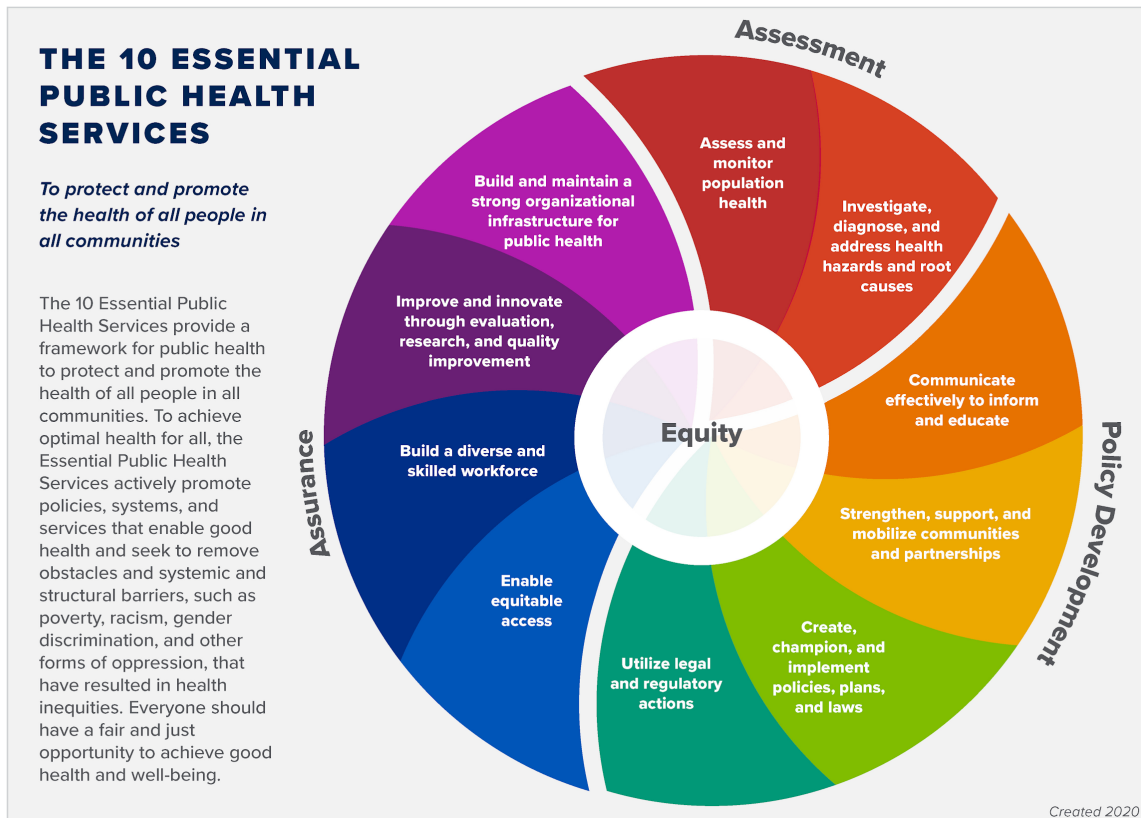 THE 10 ESSENTIAL
PUBLIC HEALTH
SERVICES
To protect and promote
the health of all people in
all communities
The 10 Essential Public
Health Services provide a
framework for public health
to protect and promote the
health of all people in all
communities. To achieve
optimal health for all, the
Essential Public Health
Services actively promote
policies, systems, and
services that enable good
health and seek to remove
obstacles and systemic and
structural barriers, such as
poverty, racism, gender
discrimination, and other
forms of oppression, that
have resulted in health
inequities. Everyone should
have a fair and just
opportunity to achieve good
health and well-being.
Assessment
Assess and
monitor
population
health
Investigate,
diagnose, and
address health
hazards and root
causes
Policy Development
Communicate
effectively to inform
and educate
Strengthen, support, and
mobilize communities
and partnerships
Create,
champion, and
implement
policies, plans,
and laws
Utilize legal
and regulatory
actions
Assurance
Enable
equitable
access
Build a diverse and
skilled workforce
Improve and innovate
through evaluation,
research, and quality
improvement
Build and maintain a
strong organizational
infrastructure for
public health
Equity
Created 2020